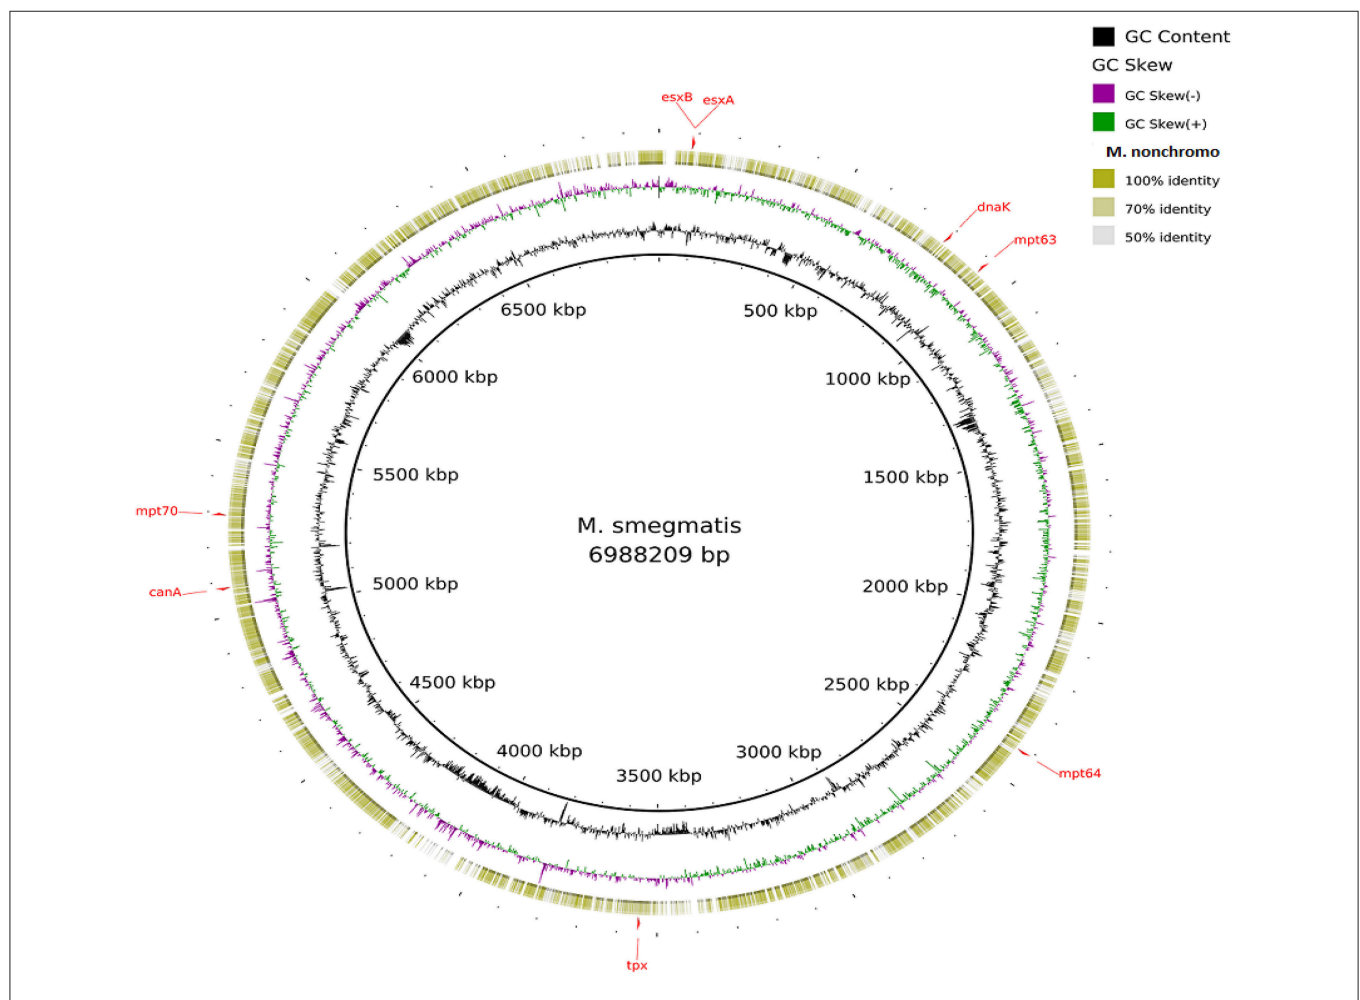 GC Content
GC Skew
GC Skew(-)
GC Skew(+)
M. nonchromo
100% identity
70% identity
50% identity
esxB
esxA
dnaK
mpt63
mpt64
tpx
canA
mpt70
500 kbp
1000 kbp
1500 kbp
2000 kbp
2500 kbp
3000 kbp
3500 kbp
4000 kbp
4500 kbp
5000 kbp
5500 kbp
6000 kbp
6500 kbp
M. smegmatis
6988209 bp